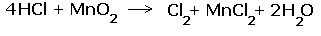 4HCl + MnO₂ → Cl₂+ MnCl₂+ 2H₂O